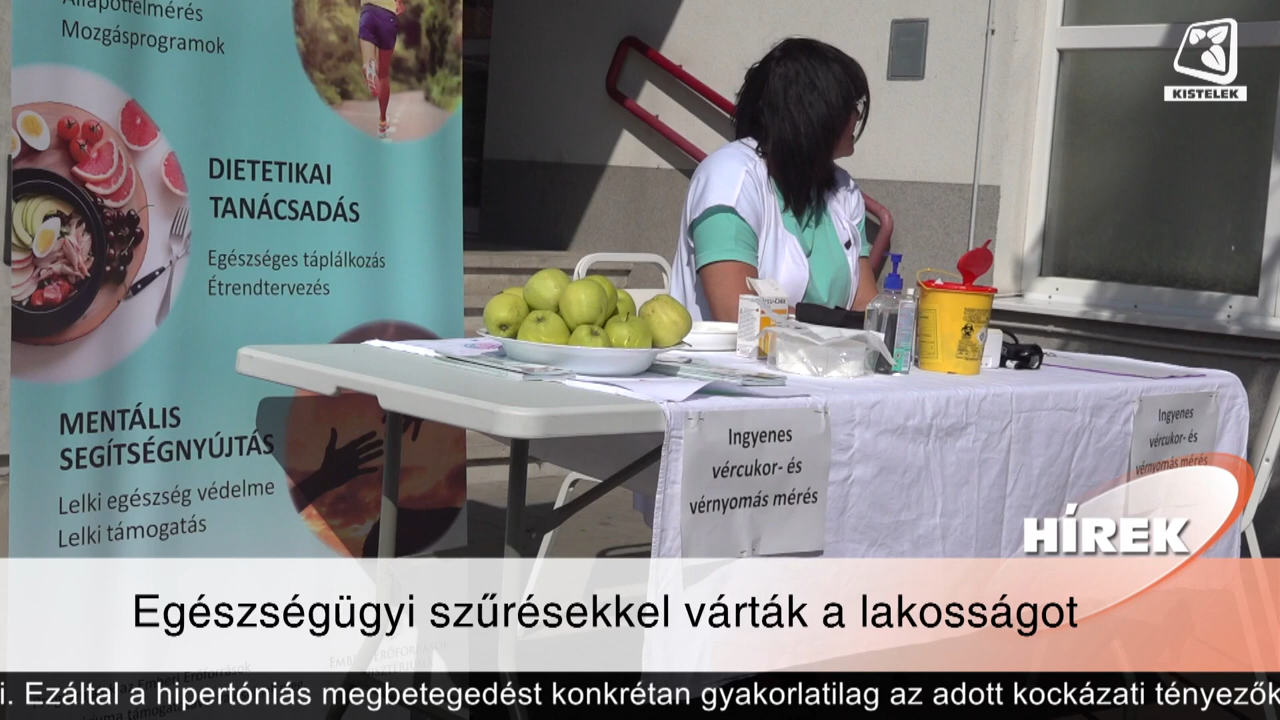 Állapotfelmérés
Mozgásprogramok
KISTELEK
DIETETIKAI
TANÁCSADÁS
Egészséges táplálkozás
Étrendtervezés
MENTÁLIS
SEGÍTSÉGNYÚJTÁS
Lelki egészség védelme
Lelki támogatás
Ingyenes
vércukor- és
vérnyomás mérés
Ingyenes
vércukor- és
vérnyomás mérés
HÍREK
Egészségügyi szűrésekkel várták a lakosságot
i. Ezáltal a hipertóniás megbetegedést konkrétan gyakorlatilag az adott kockázati tényezők